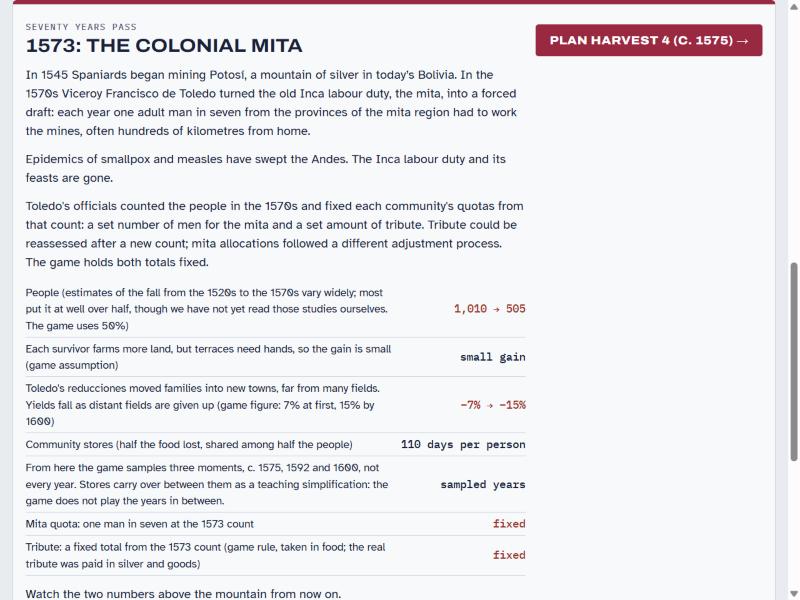 SEVENTY YEARS PASS
1573: THE COLONIAL MITA
PLAN HARVEST 4 (C. 1575) →
In 1545 Spaniards began mining Potosí, a mountain of silver in today's Bolivia. In the
1570s Viceroy Francisco de Toledo turned the old Inca labour duty, the mita, into a forced
draft: each year one adult man in seven from the provinces of the mita region had to work
the mines, often hundreds of kilometres from home.
Epidemics of smallpox and measles have swept the Andes. The Inca labour duty and its
feasts are gone.
Toledo's officials counted the people in the 1570s and fixed each community's quotas from
that count: a set number of men for the mita and a set amount of tribute. Tribute could be
reassessed after a new count; mita allocations followed a different adjustment process.
The game holds both totals fixed.
People (estimates of the fall from the 1520s to the 1570s vary widely; most
put it at well over half, though we have not yet read those studies ourselves.
The game uses 50%)
1,010 → 505
Each survivor farms more land, but terraces need hands, so the gain is small
(game assumption)
small gain
Toledo's reducciones moved families into new towns, far from many fields.
Yields fall as distant fields are given up (game figure: 7% at first, 15% by
1600)
−7% → −15%
Community stores (half the food lost, shared among half the people)
110 days per person
From here the game samples three moments, c. 1575, 1592 and 1600, not
every year. Stores carry over between them as a teaching simplification: the
game does not play the years in between.
sampled years
Mita quota: one man in seven at the 1573 count
fixed
Tribute: a fixed total from the 1573 count (game rule, taken in food; the real
tribute was paid in silver and goods)
fixed
Watch the two numbers above the mountain from now on.